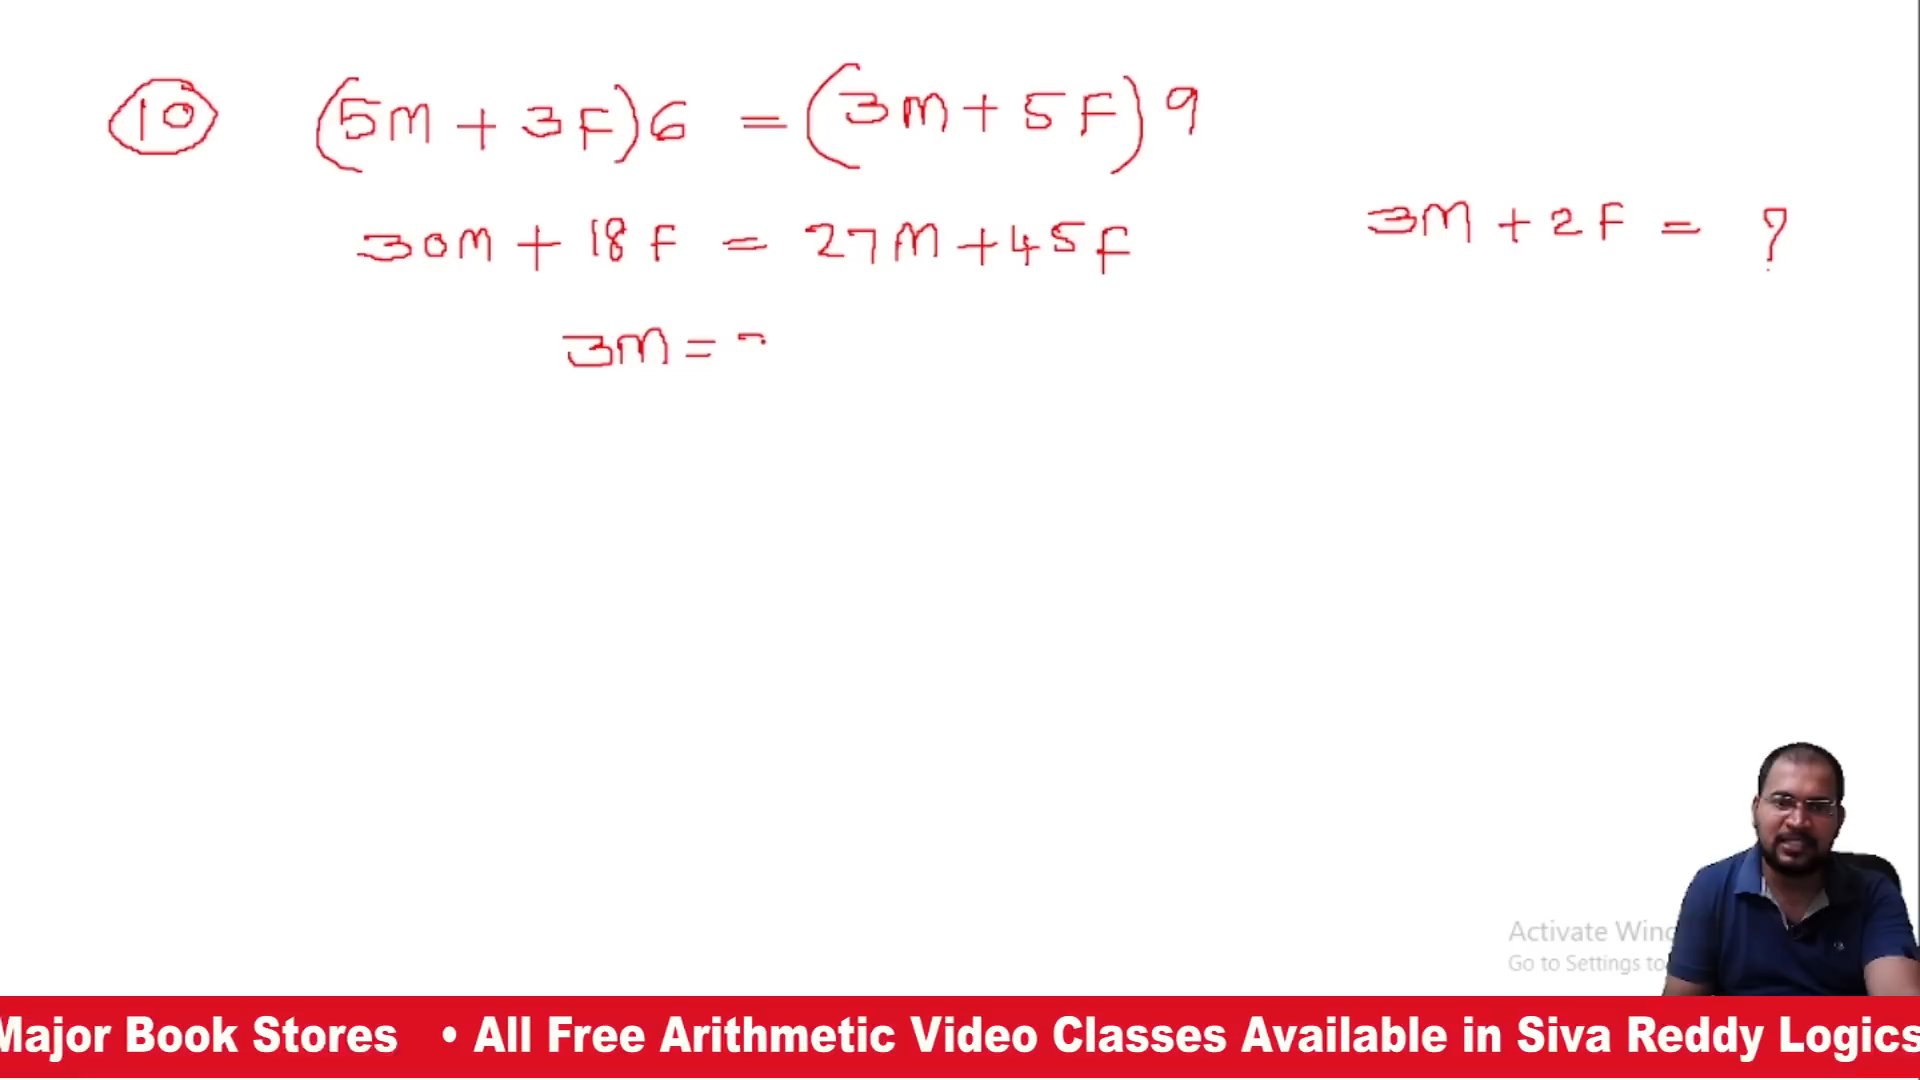 10 (5M + 3F)6 = (3M + 5F)9
30M + 18F = 27M + 45F
3M + 2F = ?
3M =
Activate Wind
Go to Settings to
Major Book Stores • All Free Arithmetic Video Classes Available in Siva Reddy Logics